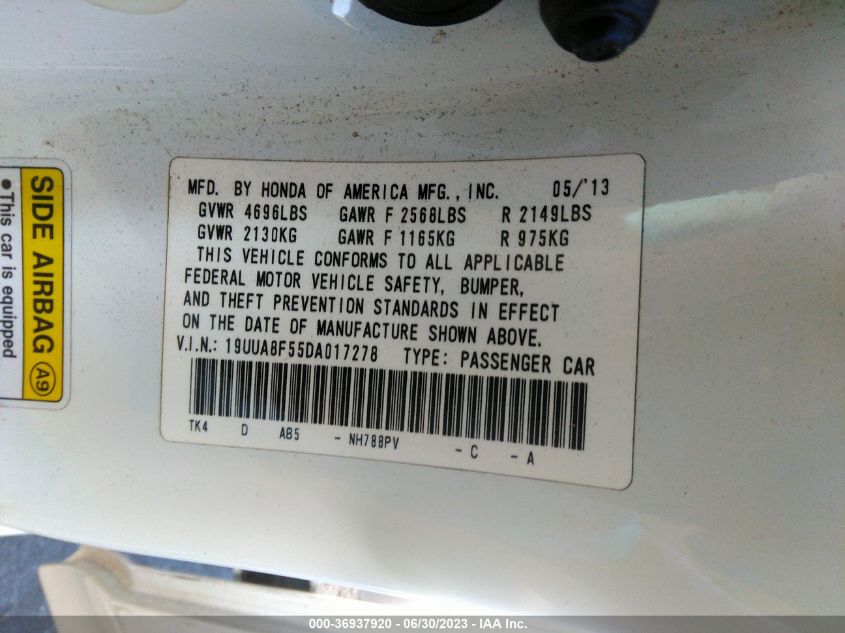 MFD. BY HONDA OF AMERICA MFG., INC. 05/'13
GVWR 4696LBS GAWR F 2568LBS R 2149LBS
GVWR 2130KG GAWR F 1165KG R 975KG
THIS VEHICLE CONFORMS TO ALL APPLICABLE
FEDERAL MOTOR VEHICLE SAFETY, BUMPER,
AND THEFT PREVENTION STANDARDS IN EFFECT
ON THE DATE OF MANUFACTURE SHOWN ABOVE.
V.I.N.: 19UUA8F55DA017278 TYPE: PASSENGER CAR
TK4 D AB5 - NH788PV - C - A
SIDE AIRBAG A9
•This car is equipped
000-36937920 - 06/30/2023 - IAA Inc.